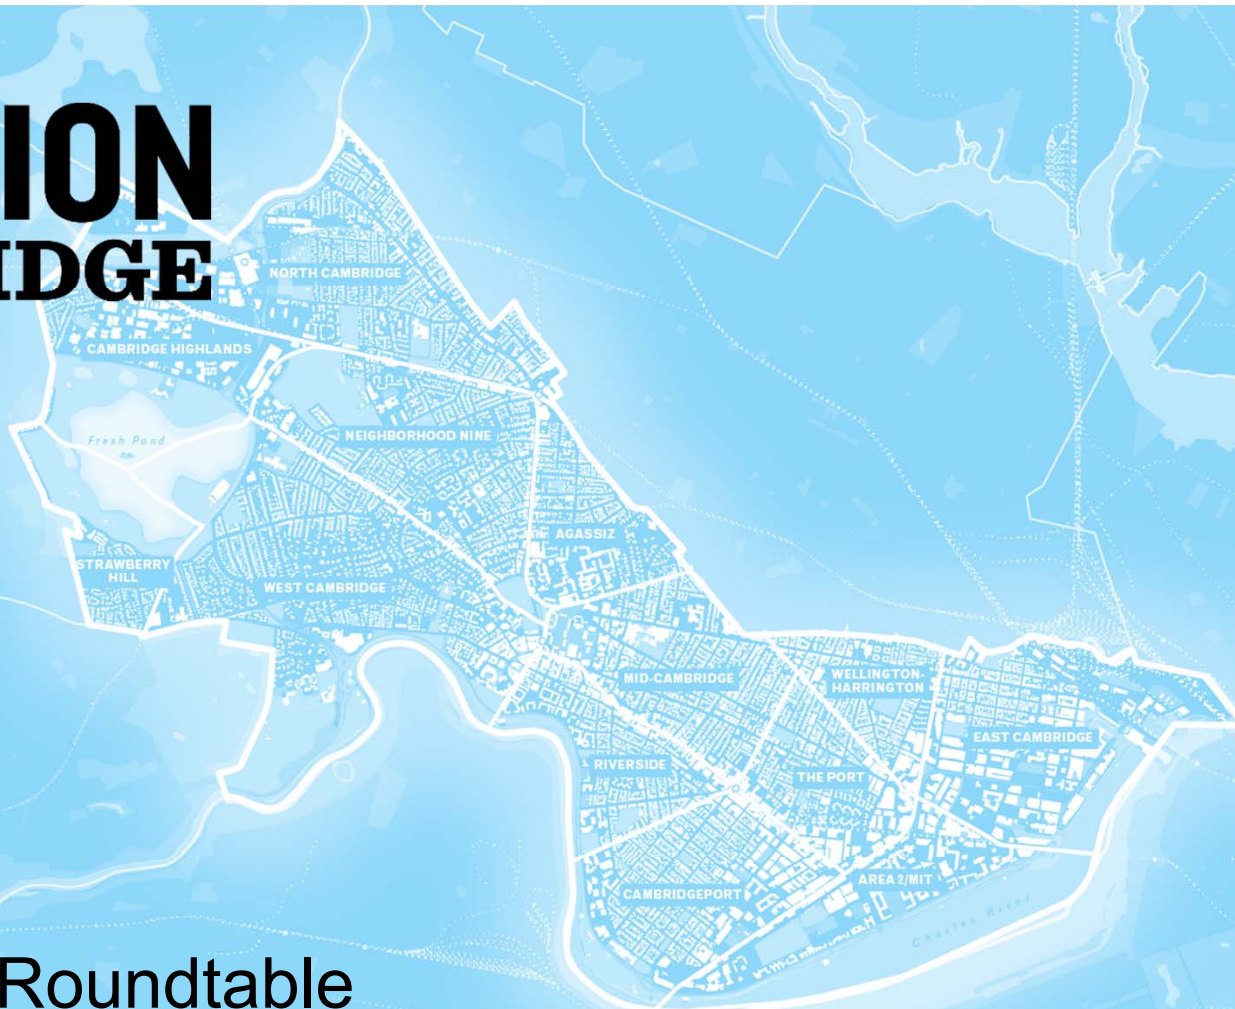 ION
IDGE
NORTH CAMBRIDGE
CAMBRIDGE HIGHLANDS
Fresh Pond
NEIGHBORHOOD NINE
AGASSIZ
STRAWBERRY
HILL
WEST CAMBRIDGE
MID-CAMBRIDGE
WELLINGTON-
HARRINGTON
EAST CAMBRIDGE
RIVERSIDE
THE PORT
AREA 2/MIT
CAMBRIDGEPORT
Charles River
Roundtable